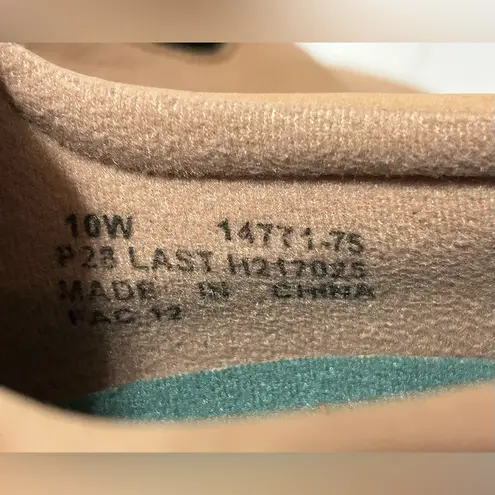 10W 14771-75
P23 LAST H217025
MADE IN CHINA
FAC 12